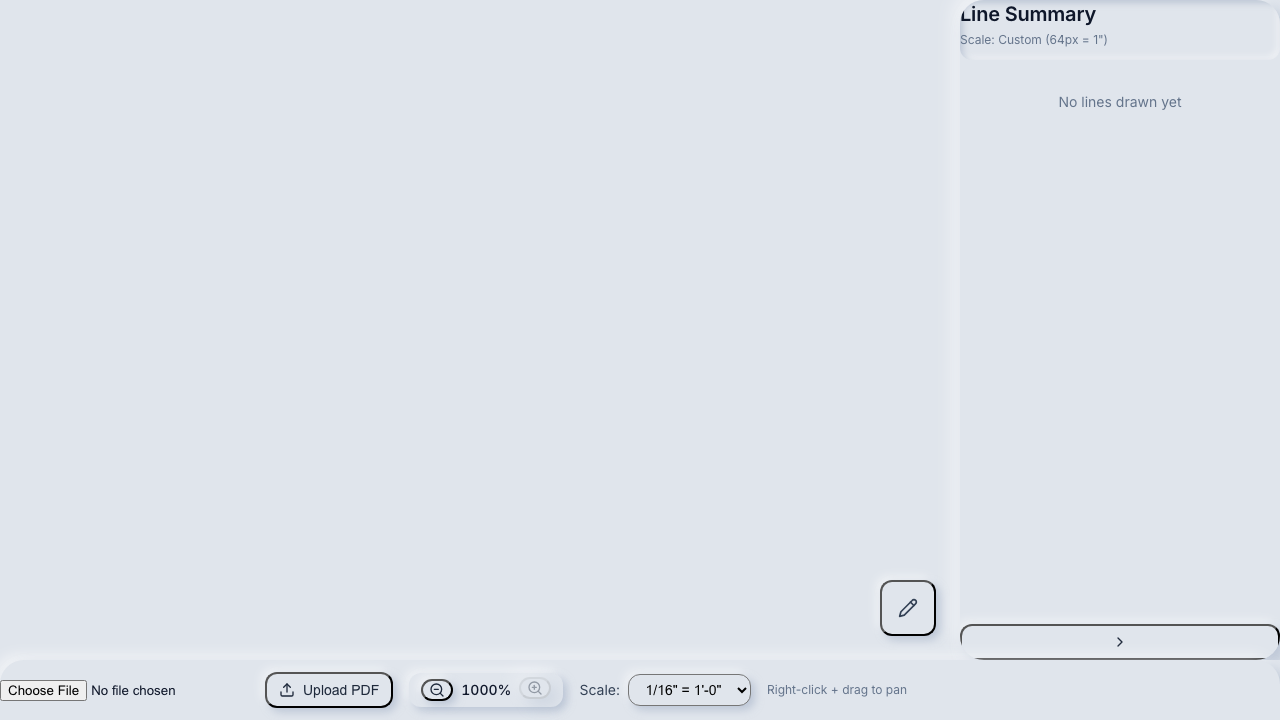 Line Summary
Scale: Custom (64px = 1")
No lines drawn yet
Choose File No file chosen
Upload PDF
1000%
Scale:
1/16" = 1'-0"
Right-click + drag to pan